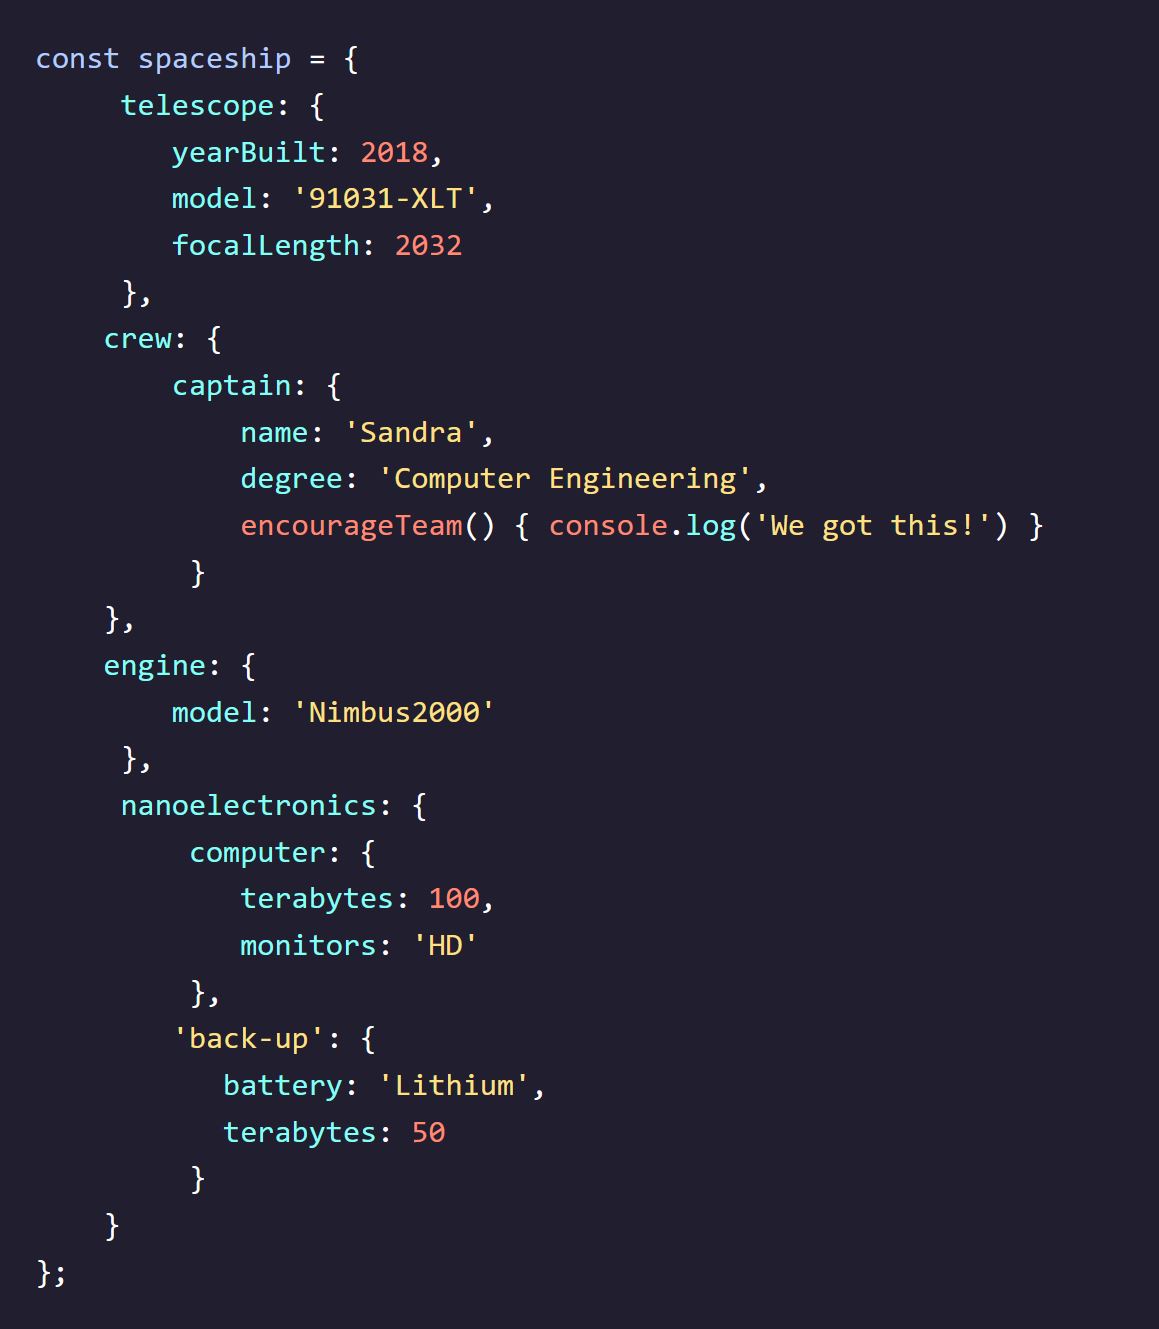 const spaceship = {
     telescope: {
        yearBuilt: 2018,
        model: '91031-XLT',
        focalLength: 2032
     },
    crew: {
        captain: {
            name: 'Sandra',
            degree: 'Computer Engineering',
            encourageTeam() { console.log('We got this!') }
         }
    },
    engine: {
        model: 'Nimbus2000'
     },
     nanoelectronics: {
         computer: {
            terabytes: 100,
            monitors: 'HD'
         },
        'back-up': {
           battery: 'Lithium',
           terabytes: 50
         }
    }
};